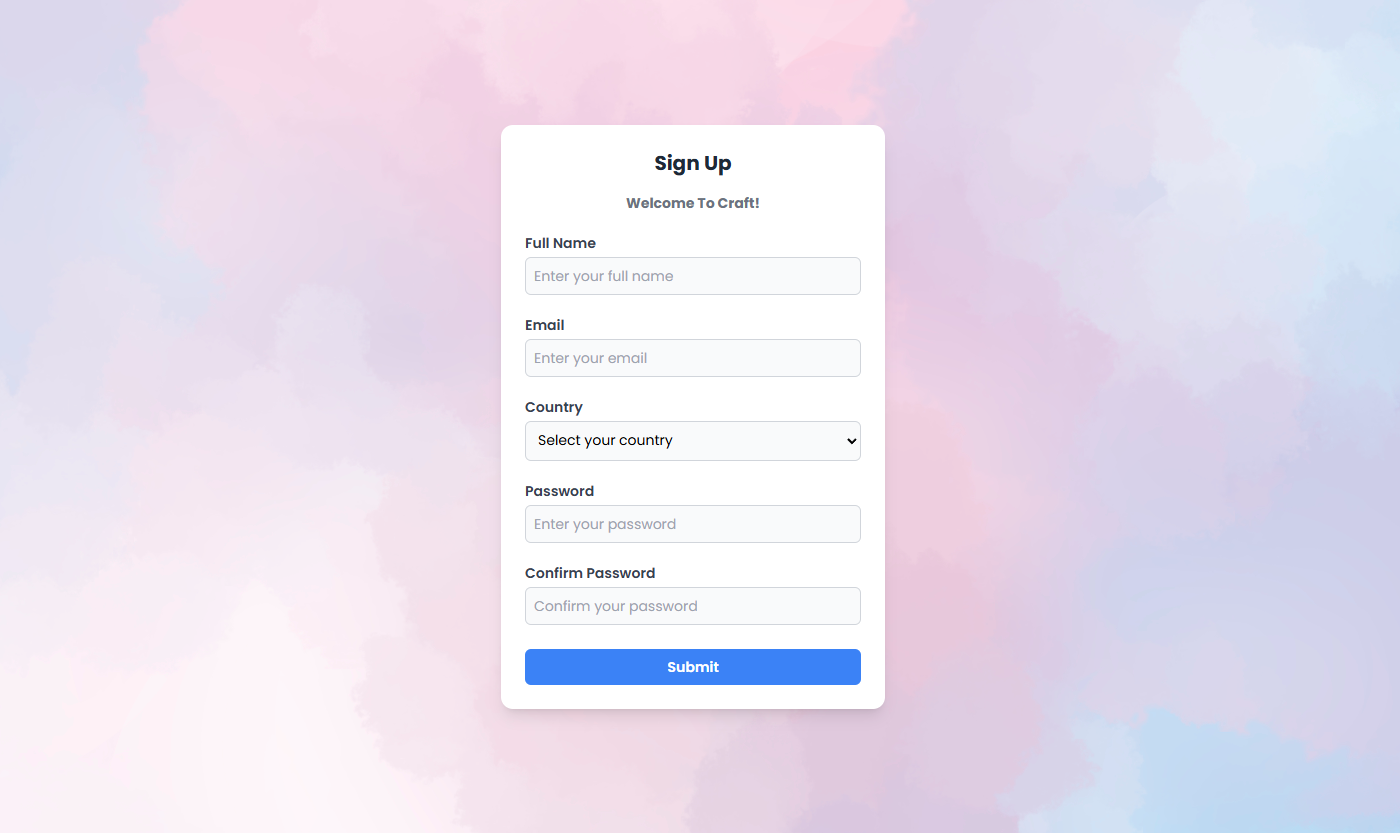 Sign Up
Welcome To Craft!
Full Name
Enter your full name
Email
Enter your email
Country
Select your country
Password
Enter your password
Confirm Password
Confirm your password
Submit